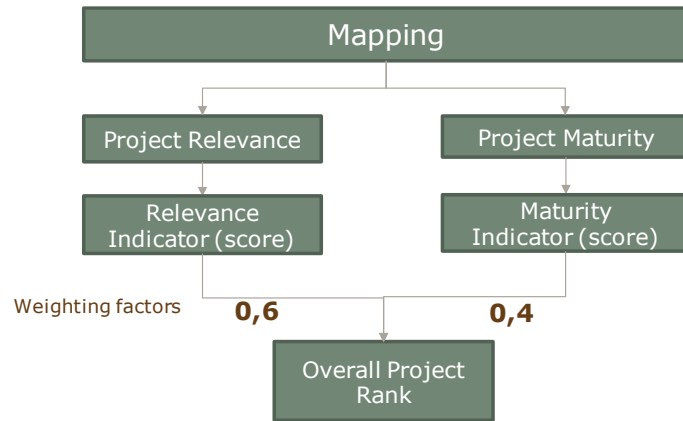 Mapping
Project Relevance
Project Maturity
Relevance
Indicator (score)
Maturity
Indicator (score)
Weighting factors
0,6
0,4
Overall Project
Rank